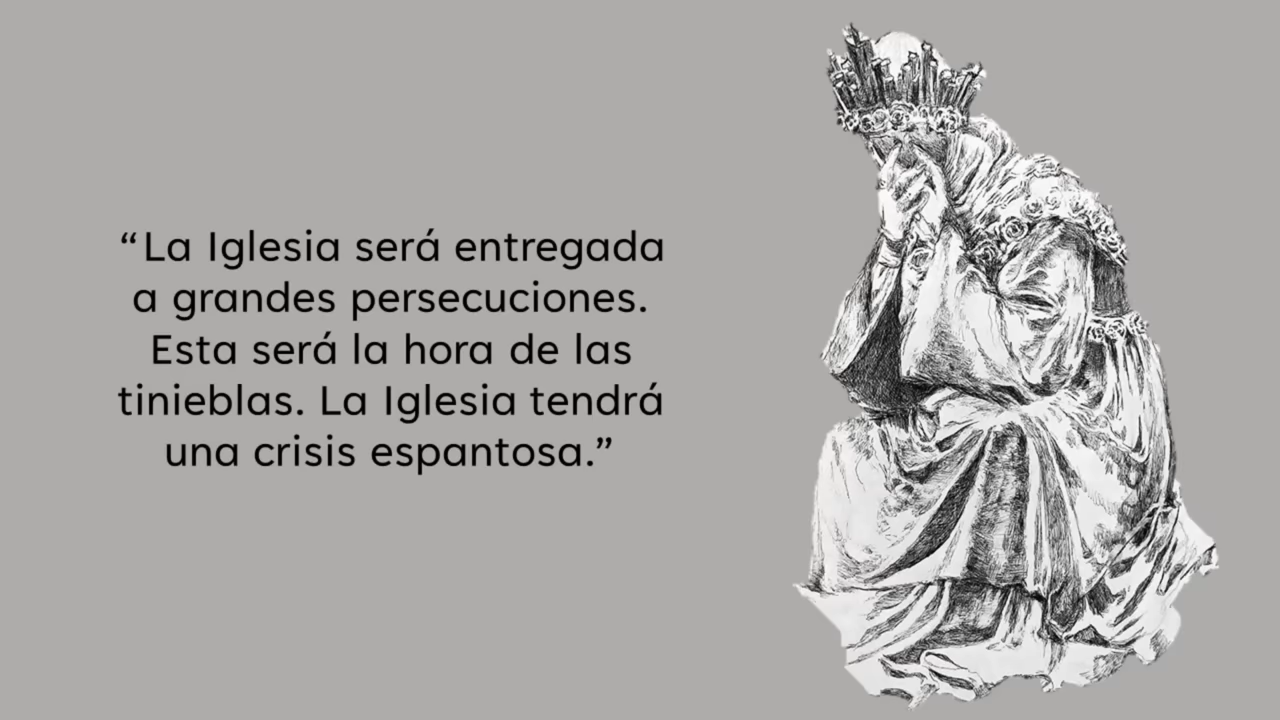 “La Iglesia será entregada
a grandes persecuciones.
Esta será la hora de las
tinieblas. La Iglesia tendrá
una crisis espantosa.”